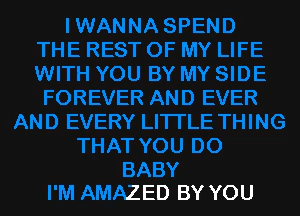 I WANNA SPEND
THE REST OF MY LIFE
WITH YOU BY MY SIDE
FOREVER AND EVER
AND EVERY LITTLE THING
THAT YOU DO
BABY
I'M AMAZED BY YOU